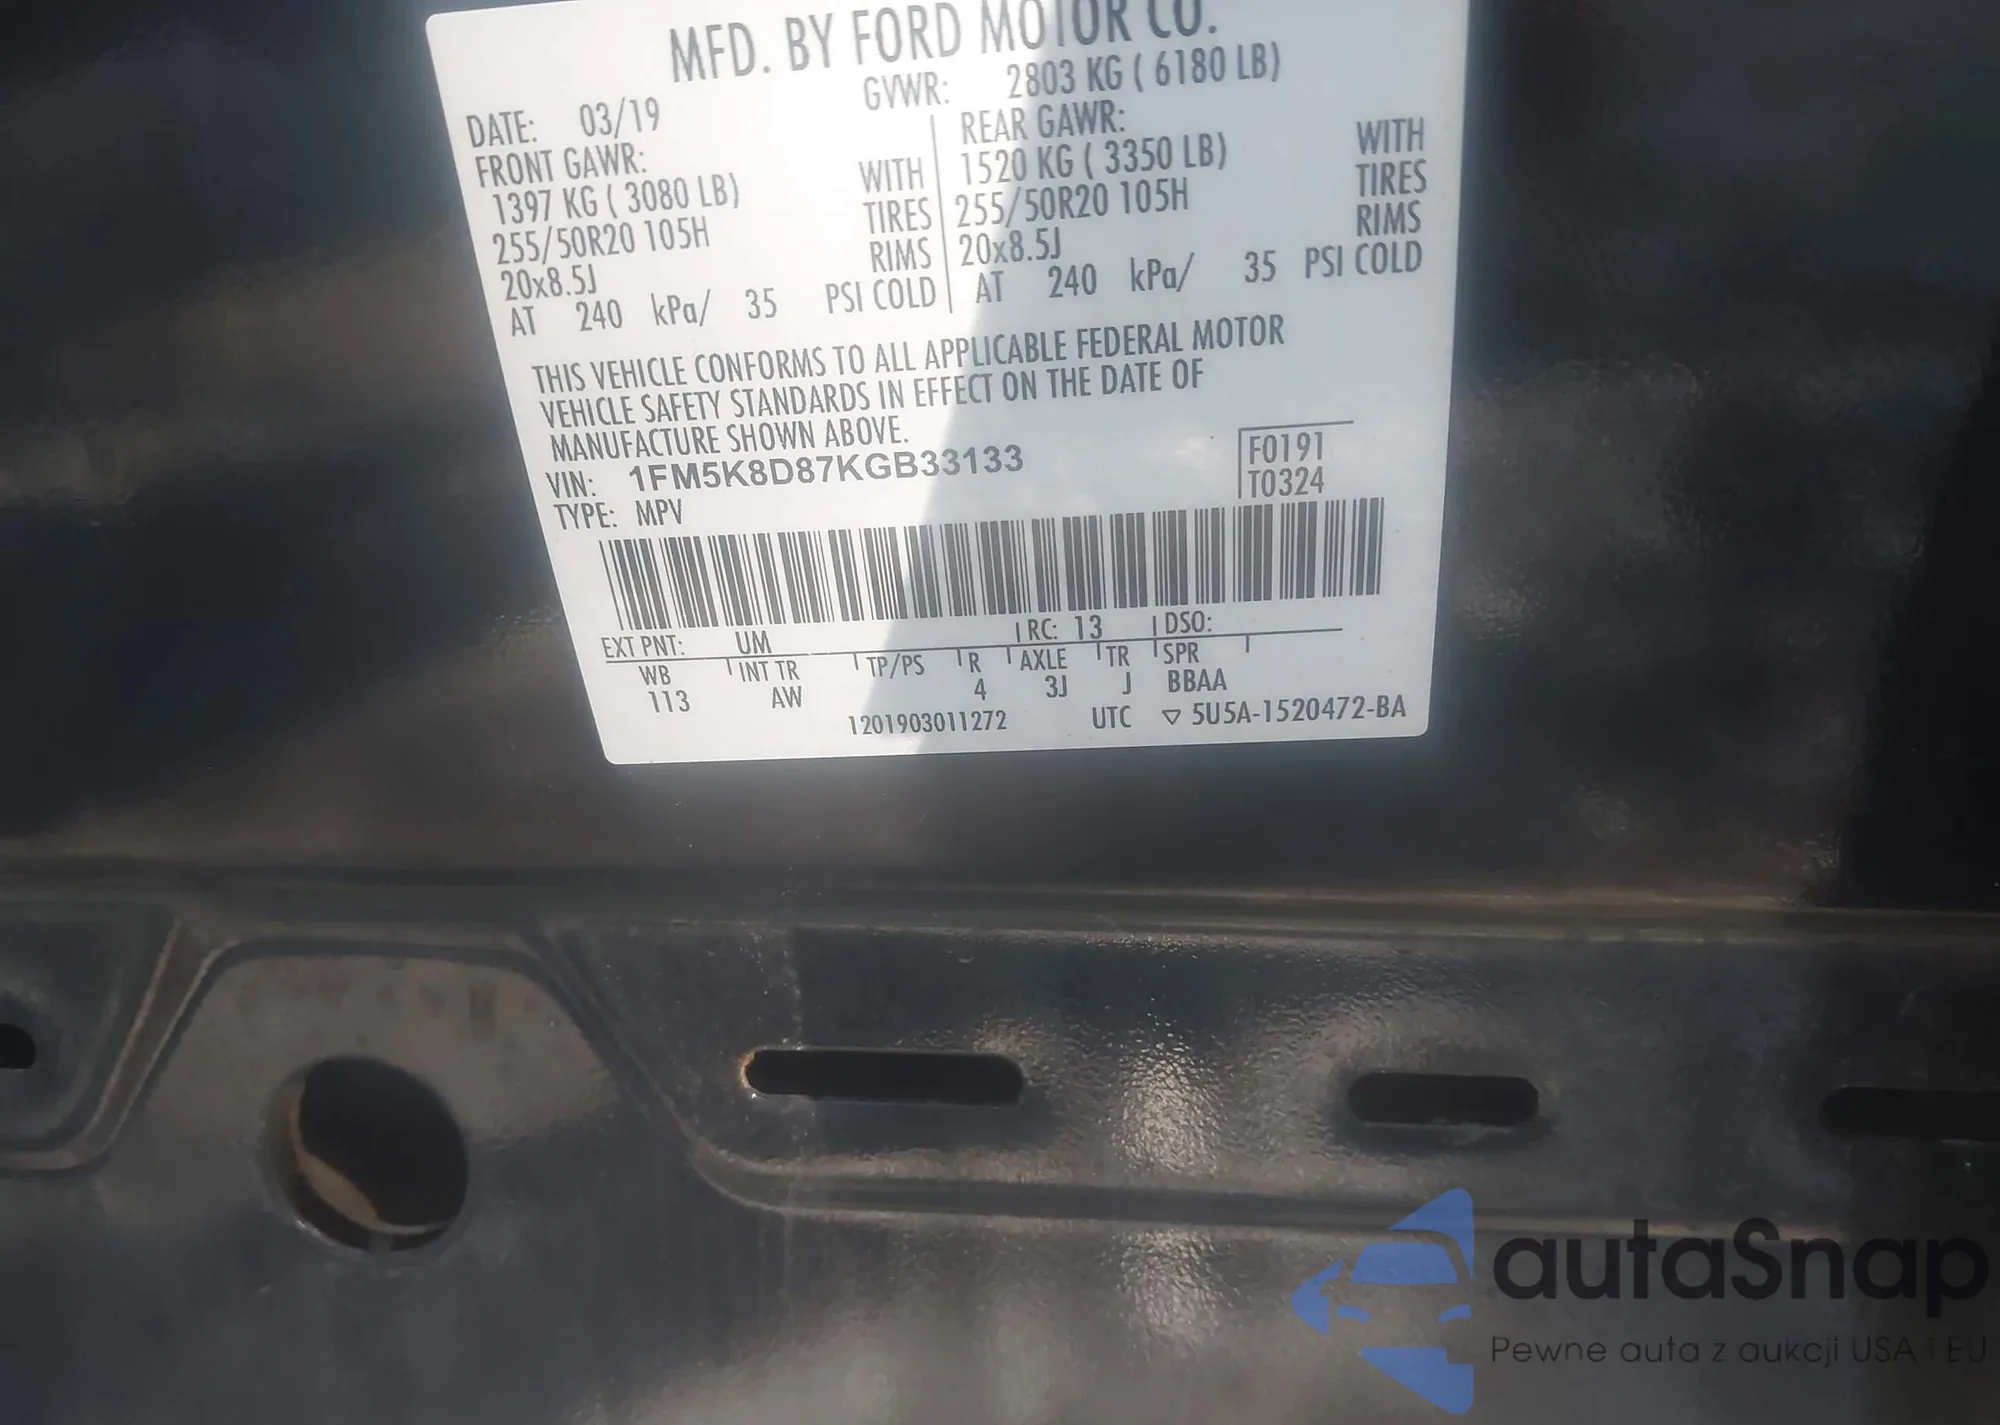 MFD. BY FORD MOTOR CO.
DATE: 03/19 GVWR: 2803 KG ( 6180 LB)
FRONT GAWR: REAR GAWR:
1397 KG ( 3080 LB) WITH 1520 KG ( 3350 LB) WITH
255/50R20 105H TIRES 255/50R20 105H TIRES
20x8.5J RIMS 20x8.5J RIMS
AT 240 kPa/ 35 PSI COLD AT 240 kPa/ 35 PSI COLD
THIS VEHICLE CONFORMS TO ALL APPLICABLE FEDERAL MOTOR
VEHICLE SAFETY STANDARDS IN EFFECT ON THE DATE OF
MANUFACTURE SHOWN ABOVE.
VIN: 1FM5K8D87KGB33133 F0191
TYPE: MPV T0324
EXT PNT: UM RC: 13 DSO:
WB INT TR TP/PS R AXLE TR SPR
113 AW 4 3J J BBAA
1201903011272 UTC ▽ 5U5A-1520472-BA
autaSnap
Pewne auta z aukcji USA i EU